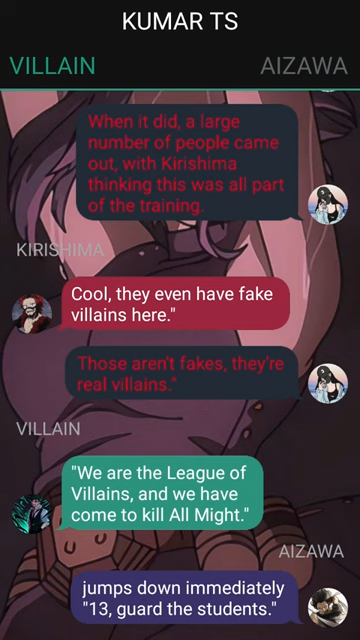 KUMAR TS
VILLAIN
AIZAWA
When it did, a large
number of people came
out, with Kirishima
thinking this was all part
of the training.
KIRISHIMA
Cool, they even have fake
villains here."
Those aren't fakes, they're
real villains."
VILLAIN
"We are the League of
Villains, and we have
come to kill All Might."
AIZAWA
jumps down immediately
"13, guard the students."